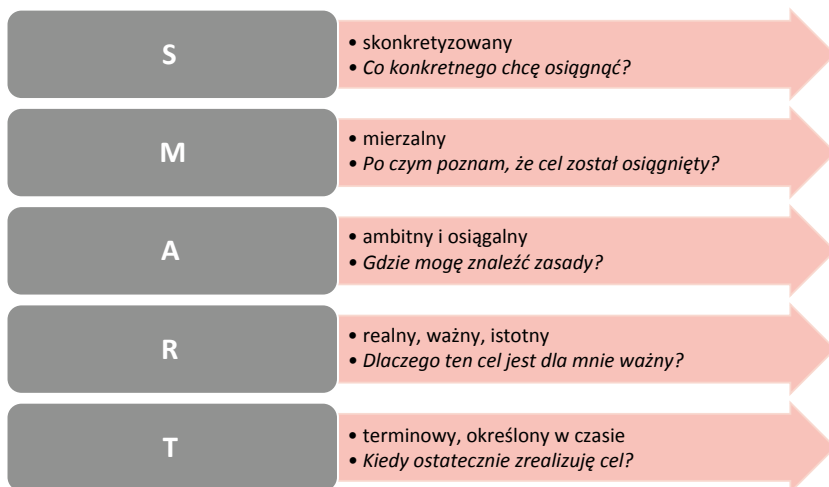 S
• skonkretyzowany
• Co konkretnego chcę osiągnąć?
M
• mierzalny
• Po czym poznam, że cel został osiągnięty?
A
• ambitny i osiągalny
• Gdzie mogę znaleźć zasady?
R
• realny, ważny, istotny
• Dlaczego ten cel jest dla mnie ważny?
T
• terminowy, określony w czasie
• Kiedy ostatecznie zrealizuję cel?